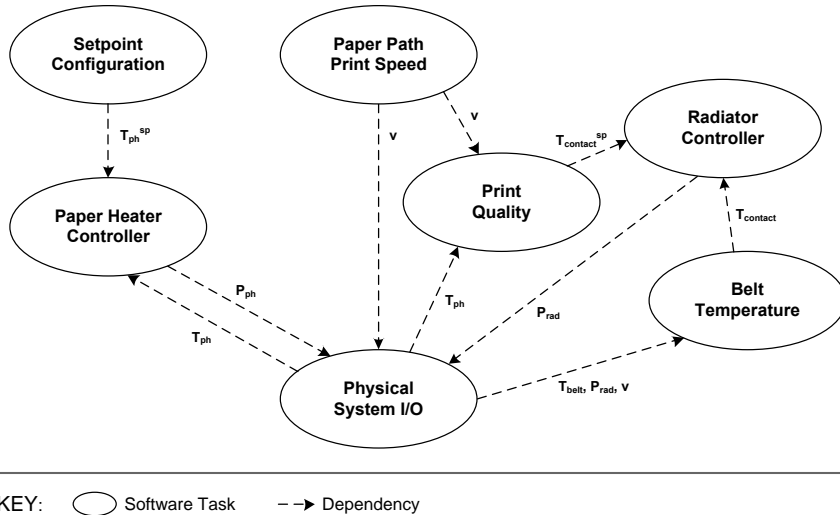 Setpoint
Configuration
Paper Path
Print Speed
Radiator
Controller
T_ph^sp
v
v
T_contact^sp
Print
Quality
Paper Heater
Controller
T_contact
P_ph
T_ph
T_ph
P_rad
Belt
Temperature
Physical
System I/O
T_belt, P_rad, v
KEY: Software Task Dependency